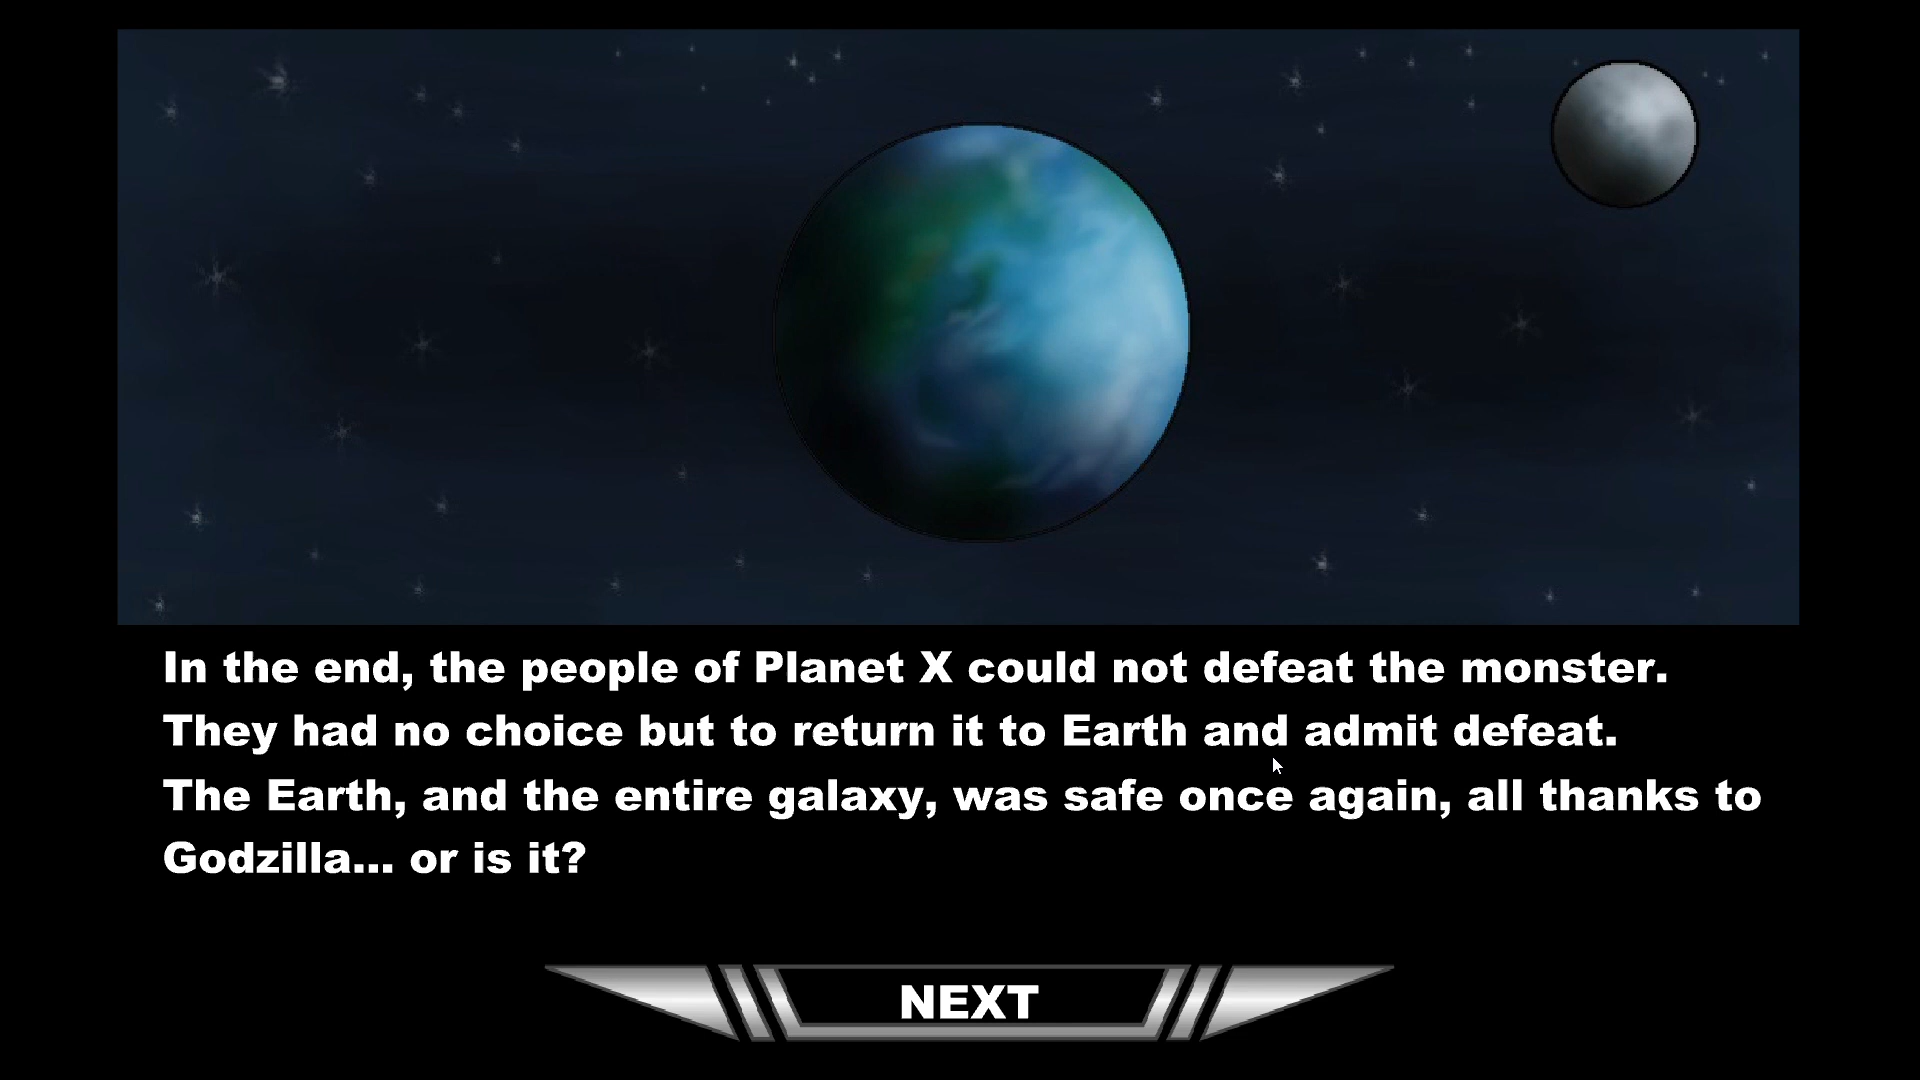 In the end, the people of Planet X could not defeat the monster.
They had no choice but to return it to Earth and admit defeat.
The Earth, and the entire galaxy, was safe once again, all thanks to
Godzilla... or is it?
NEXT